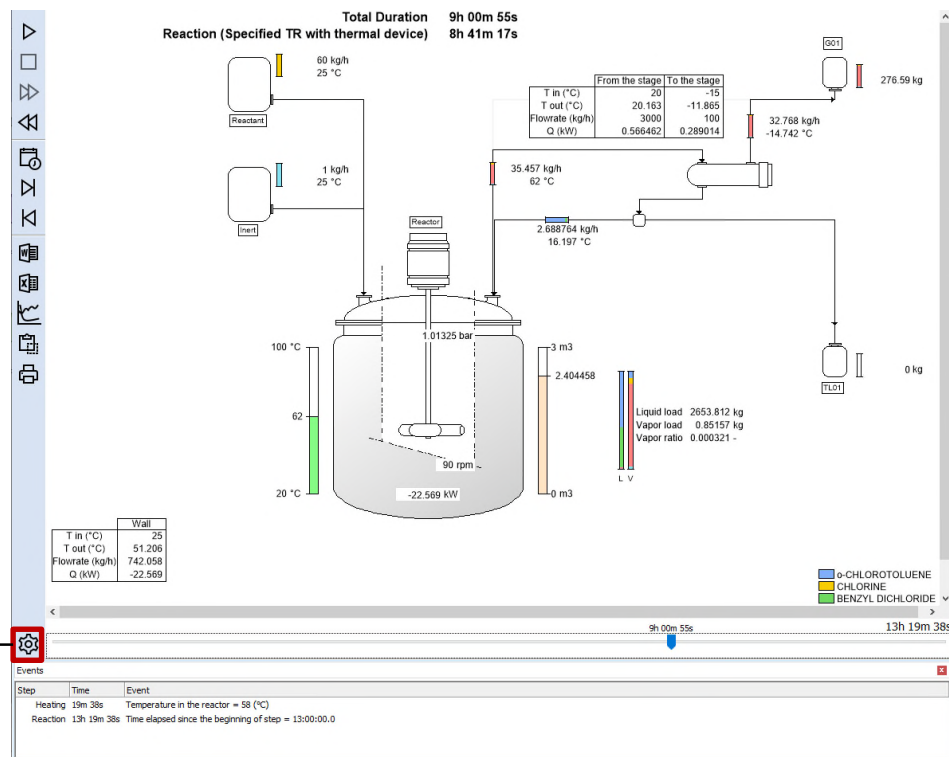 Total Duration 9h 00m 55s
Reaction (Specified TR with thermal device) 8h 41m 17s
60 kg/h
25 °C
Reactant
1 kg/h
25 °C
Inert
Reactor
From the stage To the stage
T in (°C) 20 -15
T out (°C) 20.163 -11.865
Flowrate (kg/h) 3000 100
Q (kW) 0.566462 0.289014
G01
276.59 kg
32.768 kg/h
-14.742 °C
35.457 kg/h
62 °C
2.688764 kg/h
16.197 °C
1.01325 bar
100 °C
62
20 °C
3 m3
2.404458
0 m3
90 rpm
-22.569 kW
Liquid load 2653.812 kg
Vapor load 0.85157 kg
Vapor ratio 0.000321 -
L V
TL01
0 kg
Wall
T in (°C) 25
T out (°C) 51.206
Flowrate (kg/h) 742.058
Q (kW) -22.569
o-CHLOROTOLUENE
CHLORINE
BENZYL DICHLORIDE
9h 00m 55s
13h 19m 38s
Events
Step Time Event
Heating 19m 38s Temperature in the reactor = 58 (°C)
Reaction 13h 19m 38s Time elapsed since the beginning of step = 13:00:00.0